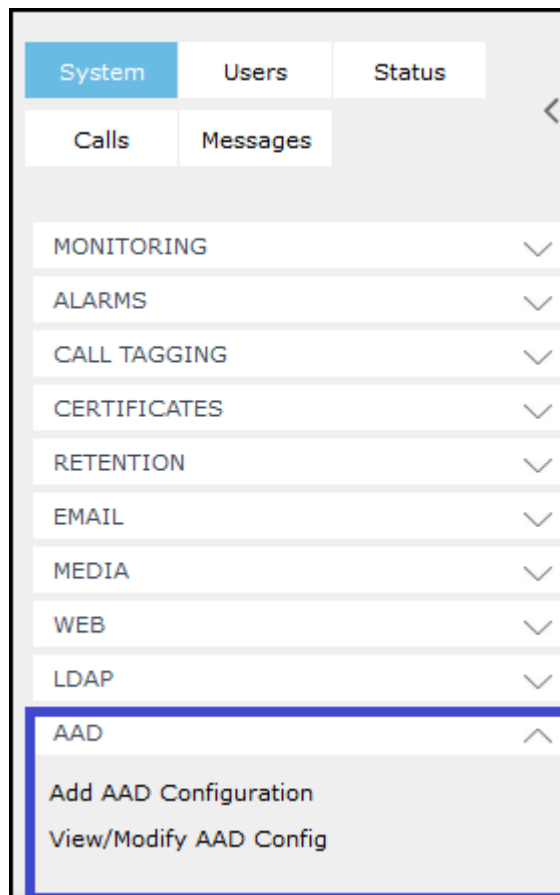 System Users Status
Calls Messages
MONITORING
ALARMS
CALL TAGGING
CERTIFICATES
RETENTION
EMAIL
MEDIA
WEB
LDAP
AAD
Add AAD Configuration
View/Modify AAD Config